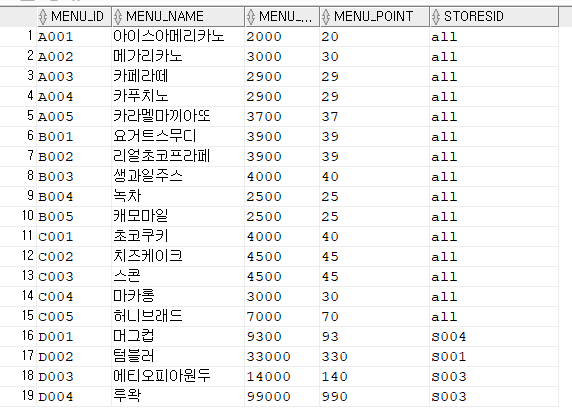 MENU_ID MENU_NAME MENU_... MENU_POINT STORESID
1 A001 아이스아메리카노 2000 20 all
2 A002 메가리카노 3000 30 all
3 A003 카페라떼 2900 29 all
4 A004 카푸치노 2900 29 all
5 A005 카라멜마끼아또 3700 37 all
6 B001 요거트스무디 3900 39 all
7 B002 리얼초코프라페 3900 39 all
8 B003 생과일주스 4000 40 all
9 B004 녹차 2500 25 all
10 B005 캐모마일 2500 25 all
11 C001 초코쿠키 4000 40 all
12 C002 치즈케이크 4500 45 all
13 C003 스콘 4500 45 all
14 C004 마카롱 3000 30 all
15 C005 허니브래드 7000 70 all
16 D001 머그컵 9300 93 S004
17 D002 텀블러 33000 330 S001
18 D003 에티오피아원두 14000 140 S003
19 D004 루왁 99000 990 S003